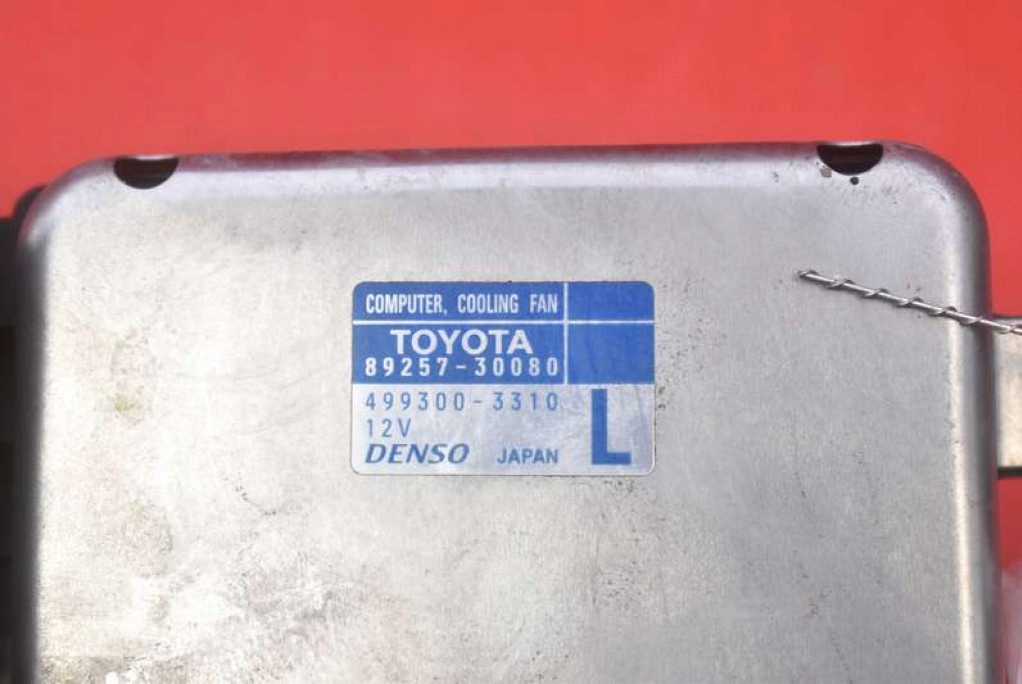 COMPUTER, COOLING FAN
TOYOTA
89257-30080
499300-3310
12V
L
DENSO JAPAN